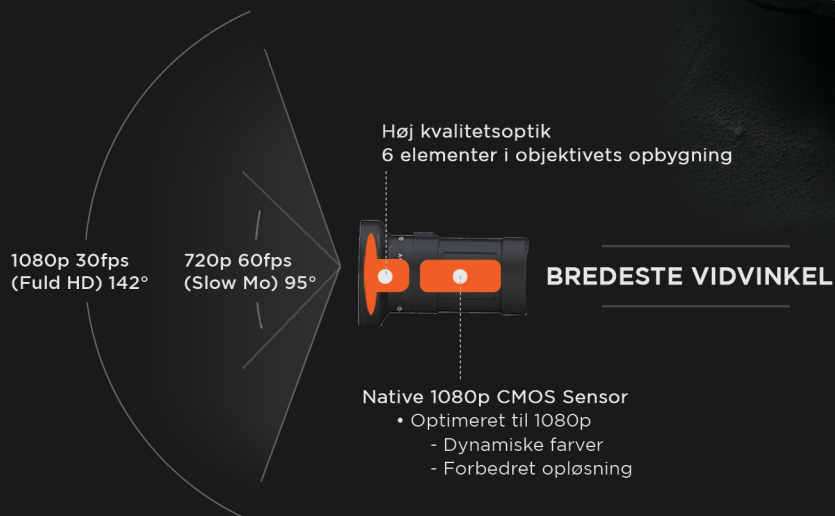 Høj kvalitetsoptik
6 elementer i objektivets opbygning
1080p 30fps
(Fuld HD) 142°
720p 60fps
(Slow Mo) 95°
BREDESTE VIDVINKEL
Native 1080p CMOS Sensor
• Optimeret til 1080p
- Dynamiske farver
- Forbedret opløsning